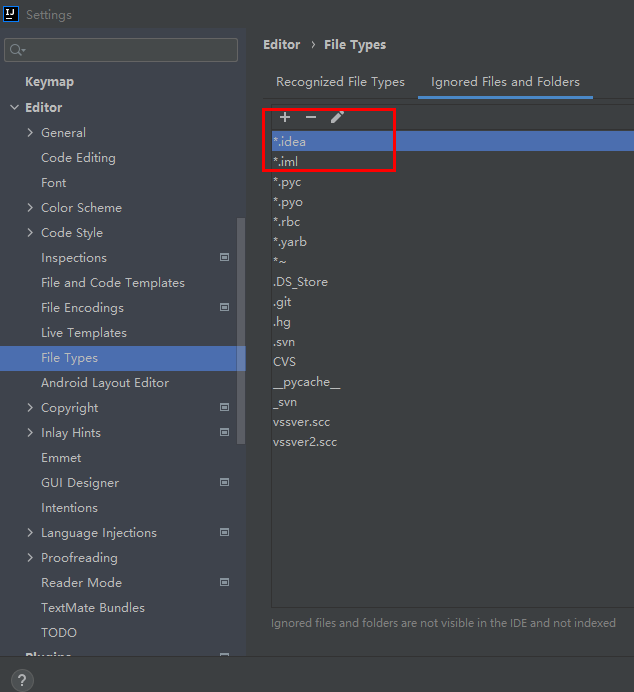 IJ Settings
Keymap
Editor
General
Code Editing
Font
Color Scheme
Code Style
Inspections
File and Code Templates
File Encodings
Live Templates
File Types
Android Layout Editor
Copyright
Inlay Hints
Emmet
GUI Designer
Intentions
Language Injections
Proofreading
Reader Mode
TextMate Bundles
TODO
Plugins
?
Editor › File Types
Recognized File Types Ignored Files and Folders
*.idea
*.iml
*.pyc
*.pyo
*.rbc
*.yarb
*~
.DS_Store
.git
.hg
.svn
CVS
__pycache__
_svn
vssver.scc
vssver2.scc
Ignored files and folders are not visible in the IDE and not indexed